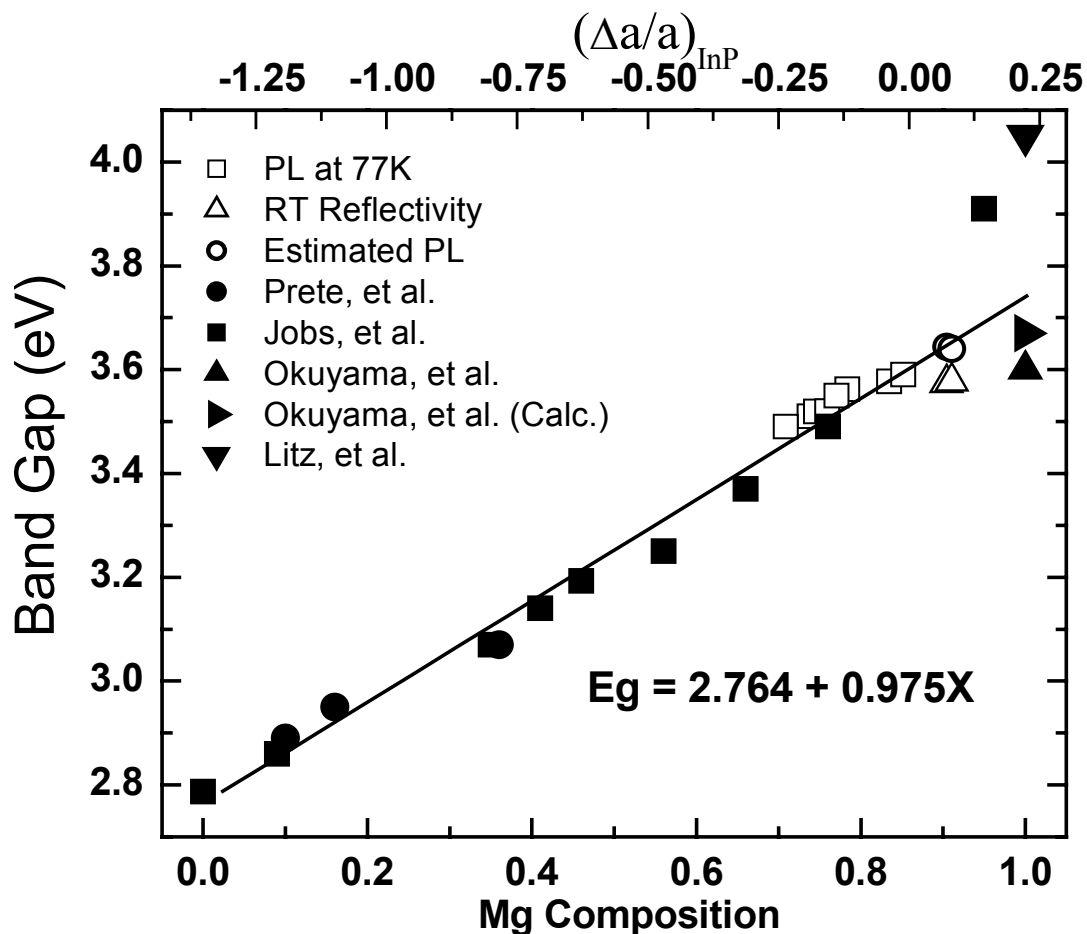 (Δa/a)InP
-1.25 -1.00 -0.75 -0.50 -0.25 0.00 0.25
Band Gap (eV)
4.0
3.8
3.6
3.4
3.2
3.0
2.8
PL at 77K
RT Reflectivity
Estimated PL
Prete, et al.
Jobs, et al.
Okuyama, et al.
Okuyama, et al. (Calc.)
Litz, et al.
Eg = 2.764 + 0.975X
0.0 0.2 0.4 0.6 0.8 1.0
Mg Composition